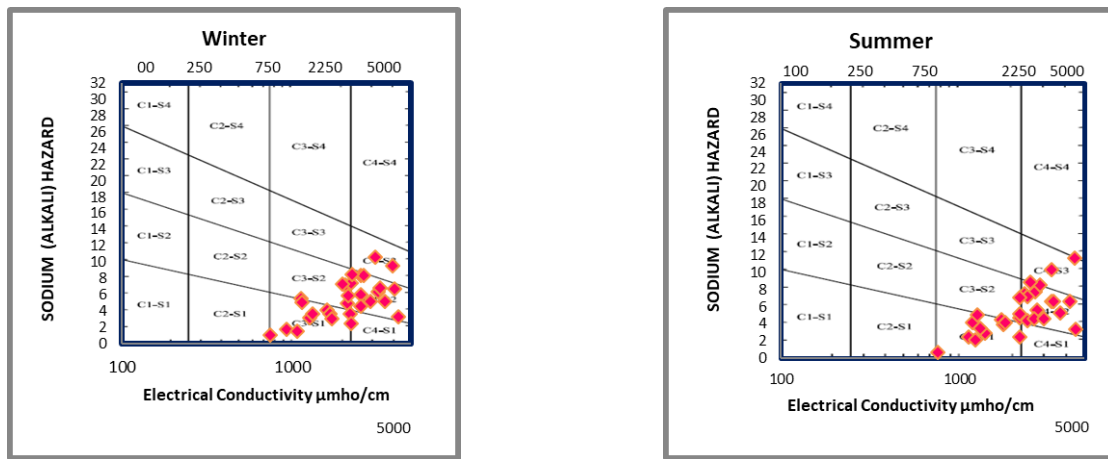 Winter
00 250 750 2250 5000
SODIUM (ALKALI) HAZARD
32
30
28
26
24
22
20
18
16
14
12
10
8
6
4
2
0
C1-S4
C2-S4
C3-S4
C4-S4
C1-S3
C2-S3
C3-S3
C1-S2
C2-S2
C3-S2
C1-S1
C2-S1
C4-S1
100 1000
Electrical Conductivity µmho/cm
5000
Summer
100 250 750 2250 5000
SODIUM (ALKALI) HAZARD
32
30
28
26
24
22
20
18
16
14
12
10
8
6
4
2
0
C1-S4
C2-S4
C3-S4
C4-S4
C1-S3
C2-S3
C3-S3
C1-S2
C2-S2
C3-S2
C1-S1
C2-S1
C4-S1
100 1000
Electrical Conductivity µmho/cm
5000